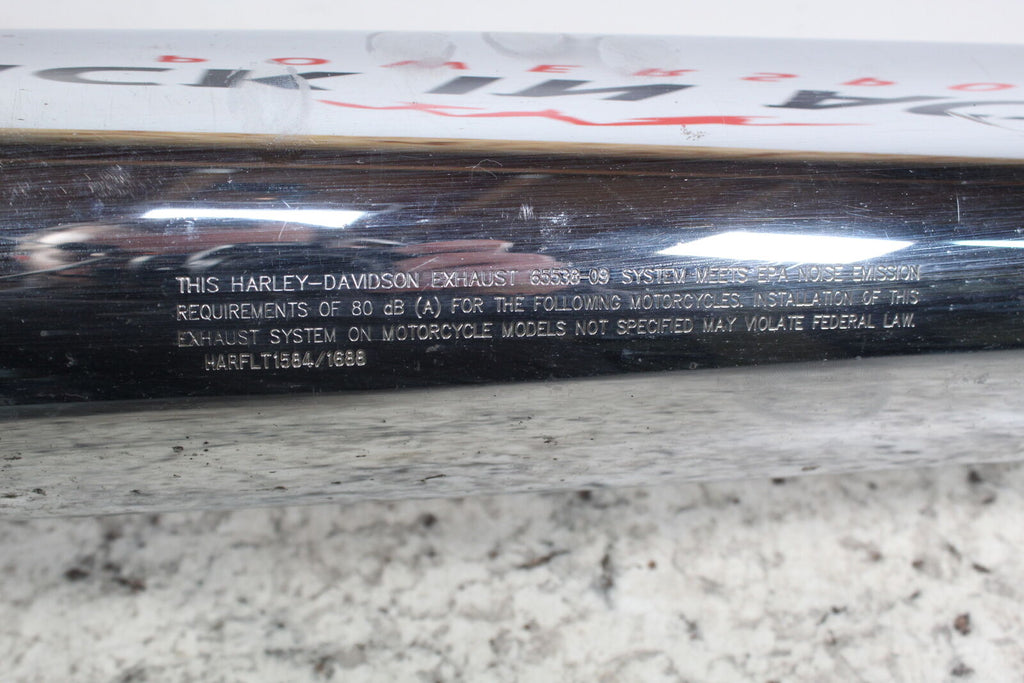 THIS HARLEY-DAVIDSON EXHAUST 65538-09 SYSTEM MEETS EPA NOISE EMISSION
REQUIREMENTS OF 80 dB (A) FOR THE FOLLOWING MOTORCYCLES. INSTALLATION OF THIS
EXHAUST SYSTEM ON MOTORCYCLE MODELS NOT SPECIFIED MAY VIOLATE FEDERAL LAW.
HARFLT1584/1688